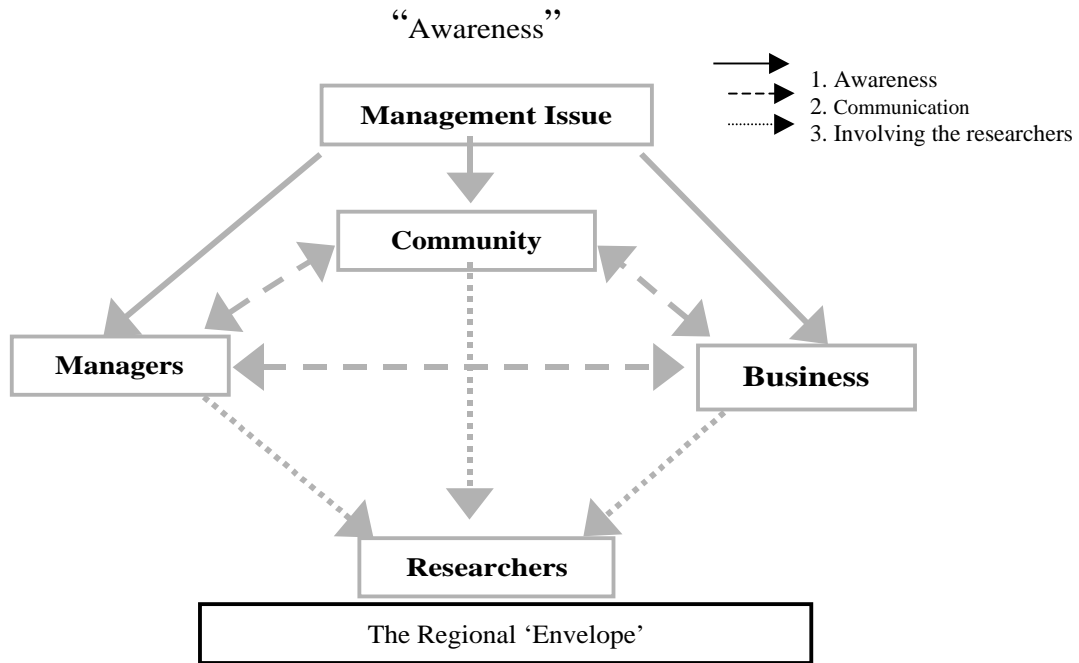 “Awareness”
1. Awareness
2. Communication
3. Involving the researchers
Management Issue
Community
Managers
Business
Researchers
The Regional ‘Envelope’